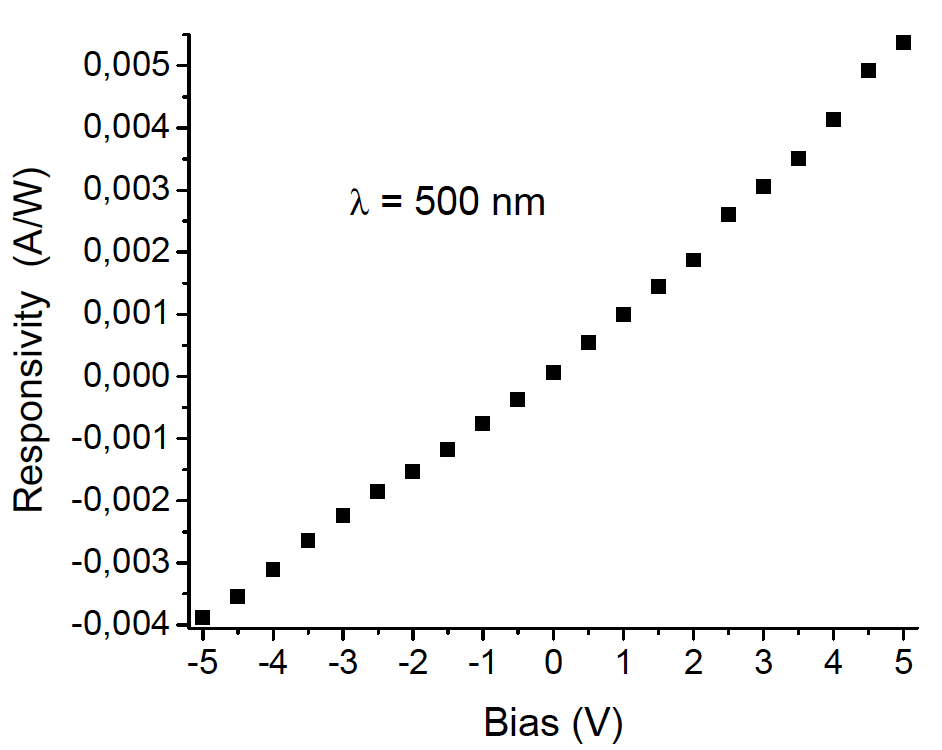 0,005
0,004
0,003
0,002
0,001
0,000
-0,001
-0,002
-0,003
-0,004
Responsivity (A/W)
λ = 500 nm
-5 -4 -3 -2 -1 0 1 2 3 4 5
Bias (V)